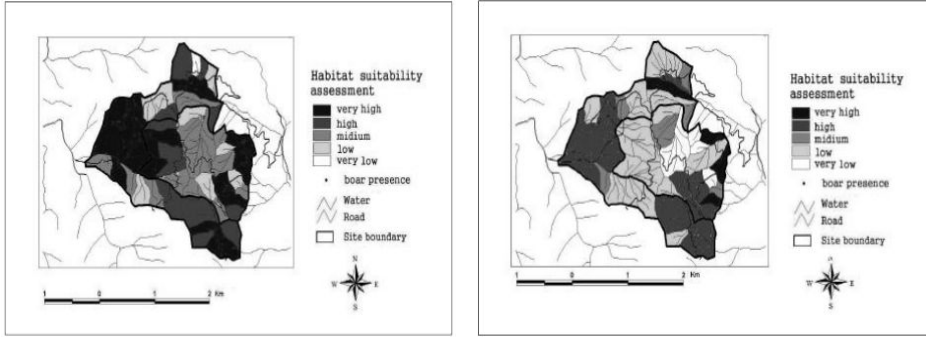 Habitat suitability
assessment
very high
high
midium
low
very low
boar presence
Water
Road
Site boundary
N
W E
S
1 0 1 2 Km
Habitat suitability
assessment
very high
high
midium
low
very low
boar presence
Water
Road
Site boundary
W E
S
1 0 1 2 Km